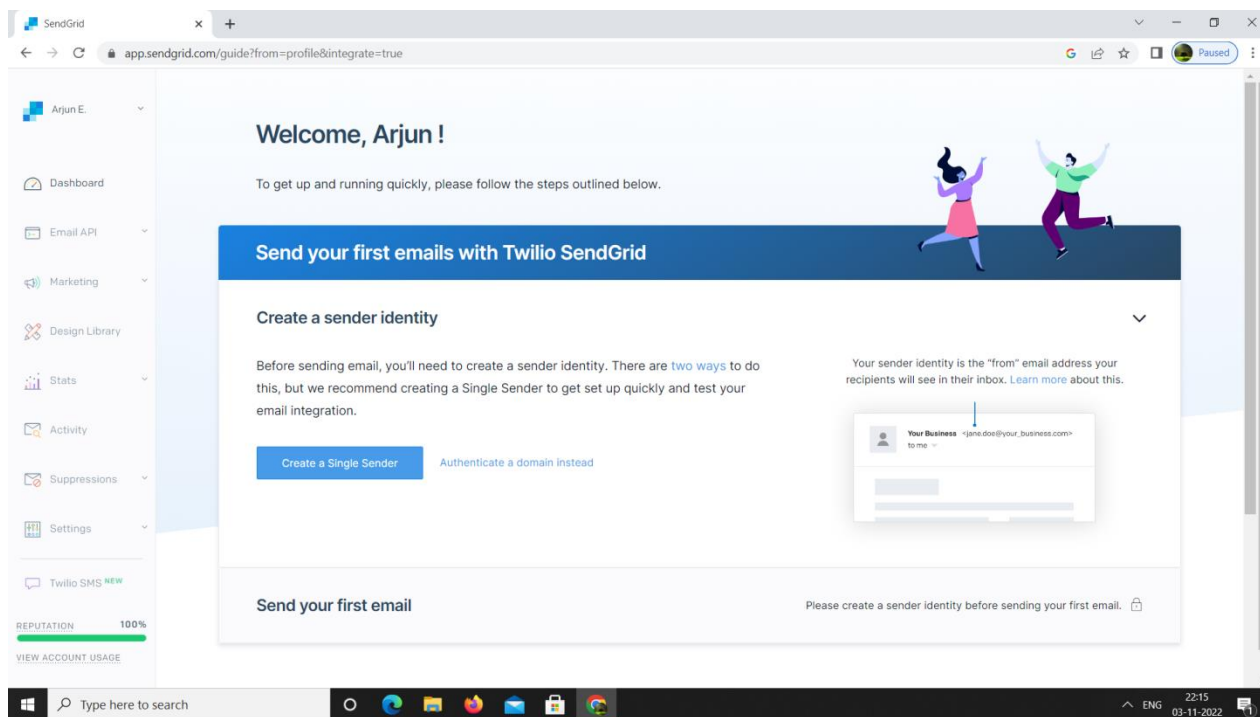 SendGrid
app.sendgrid.com/guide?from=profile&integrate=true
Paused
Arjun E.
Dashboard
Email API
Marketing
Design Library
Stats
Activity
Suppressions
Settings
Twilio SMS NEW
REPUTATION 100%
VIEW ACCOUNT USAGE
Welcome, Arjun !
To get up and running quickly, please follow the steps outlined below.
Send your first emails with Twilio SendGrid
Create a sender identity
Before sending email, you'll need to create a sender identity. There are two ways to do
this, but we recommend creating a Single Sender to get set up quickly and test your
email integration.
Create a Single Sender
Authenticate a domain instead
Your sender identity is the "from" email address your
recipients will see in their inbox. Learn more about this.
Your Business <jane.doe@your_business.com>
to me
Send your first email
Please create a sender identity before sending your first email.
Type here to search
ENG
22:15
03-11-2022
1